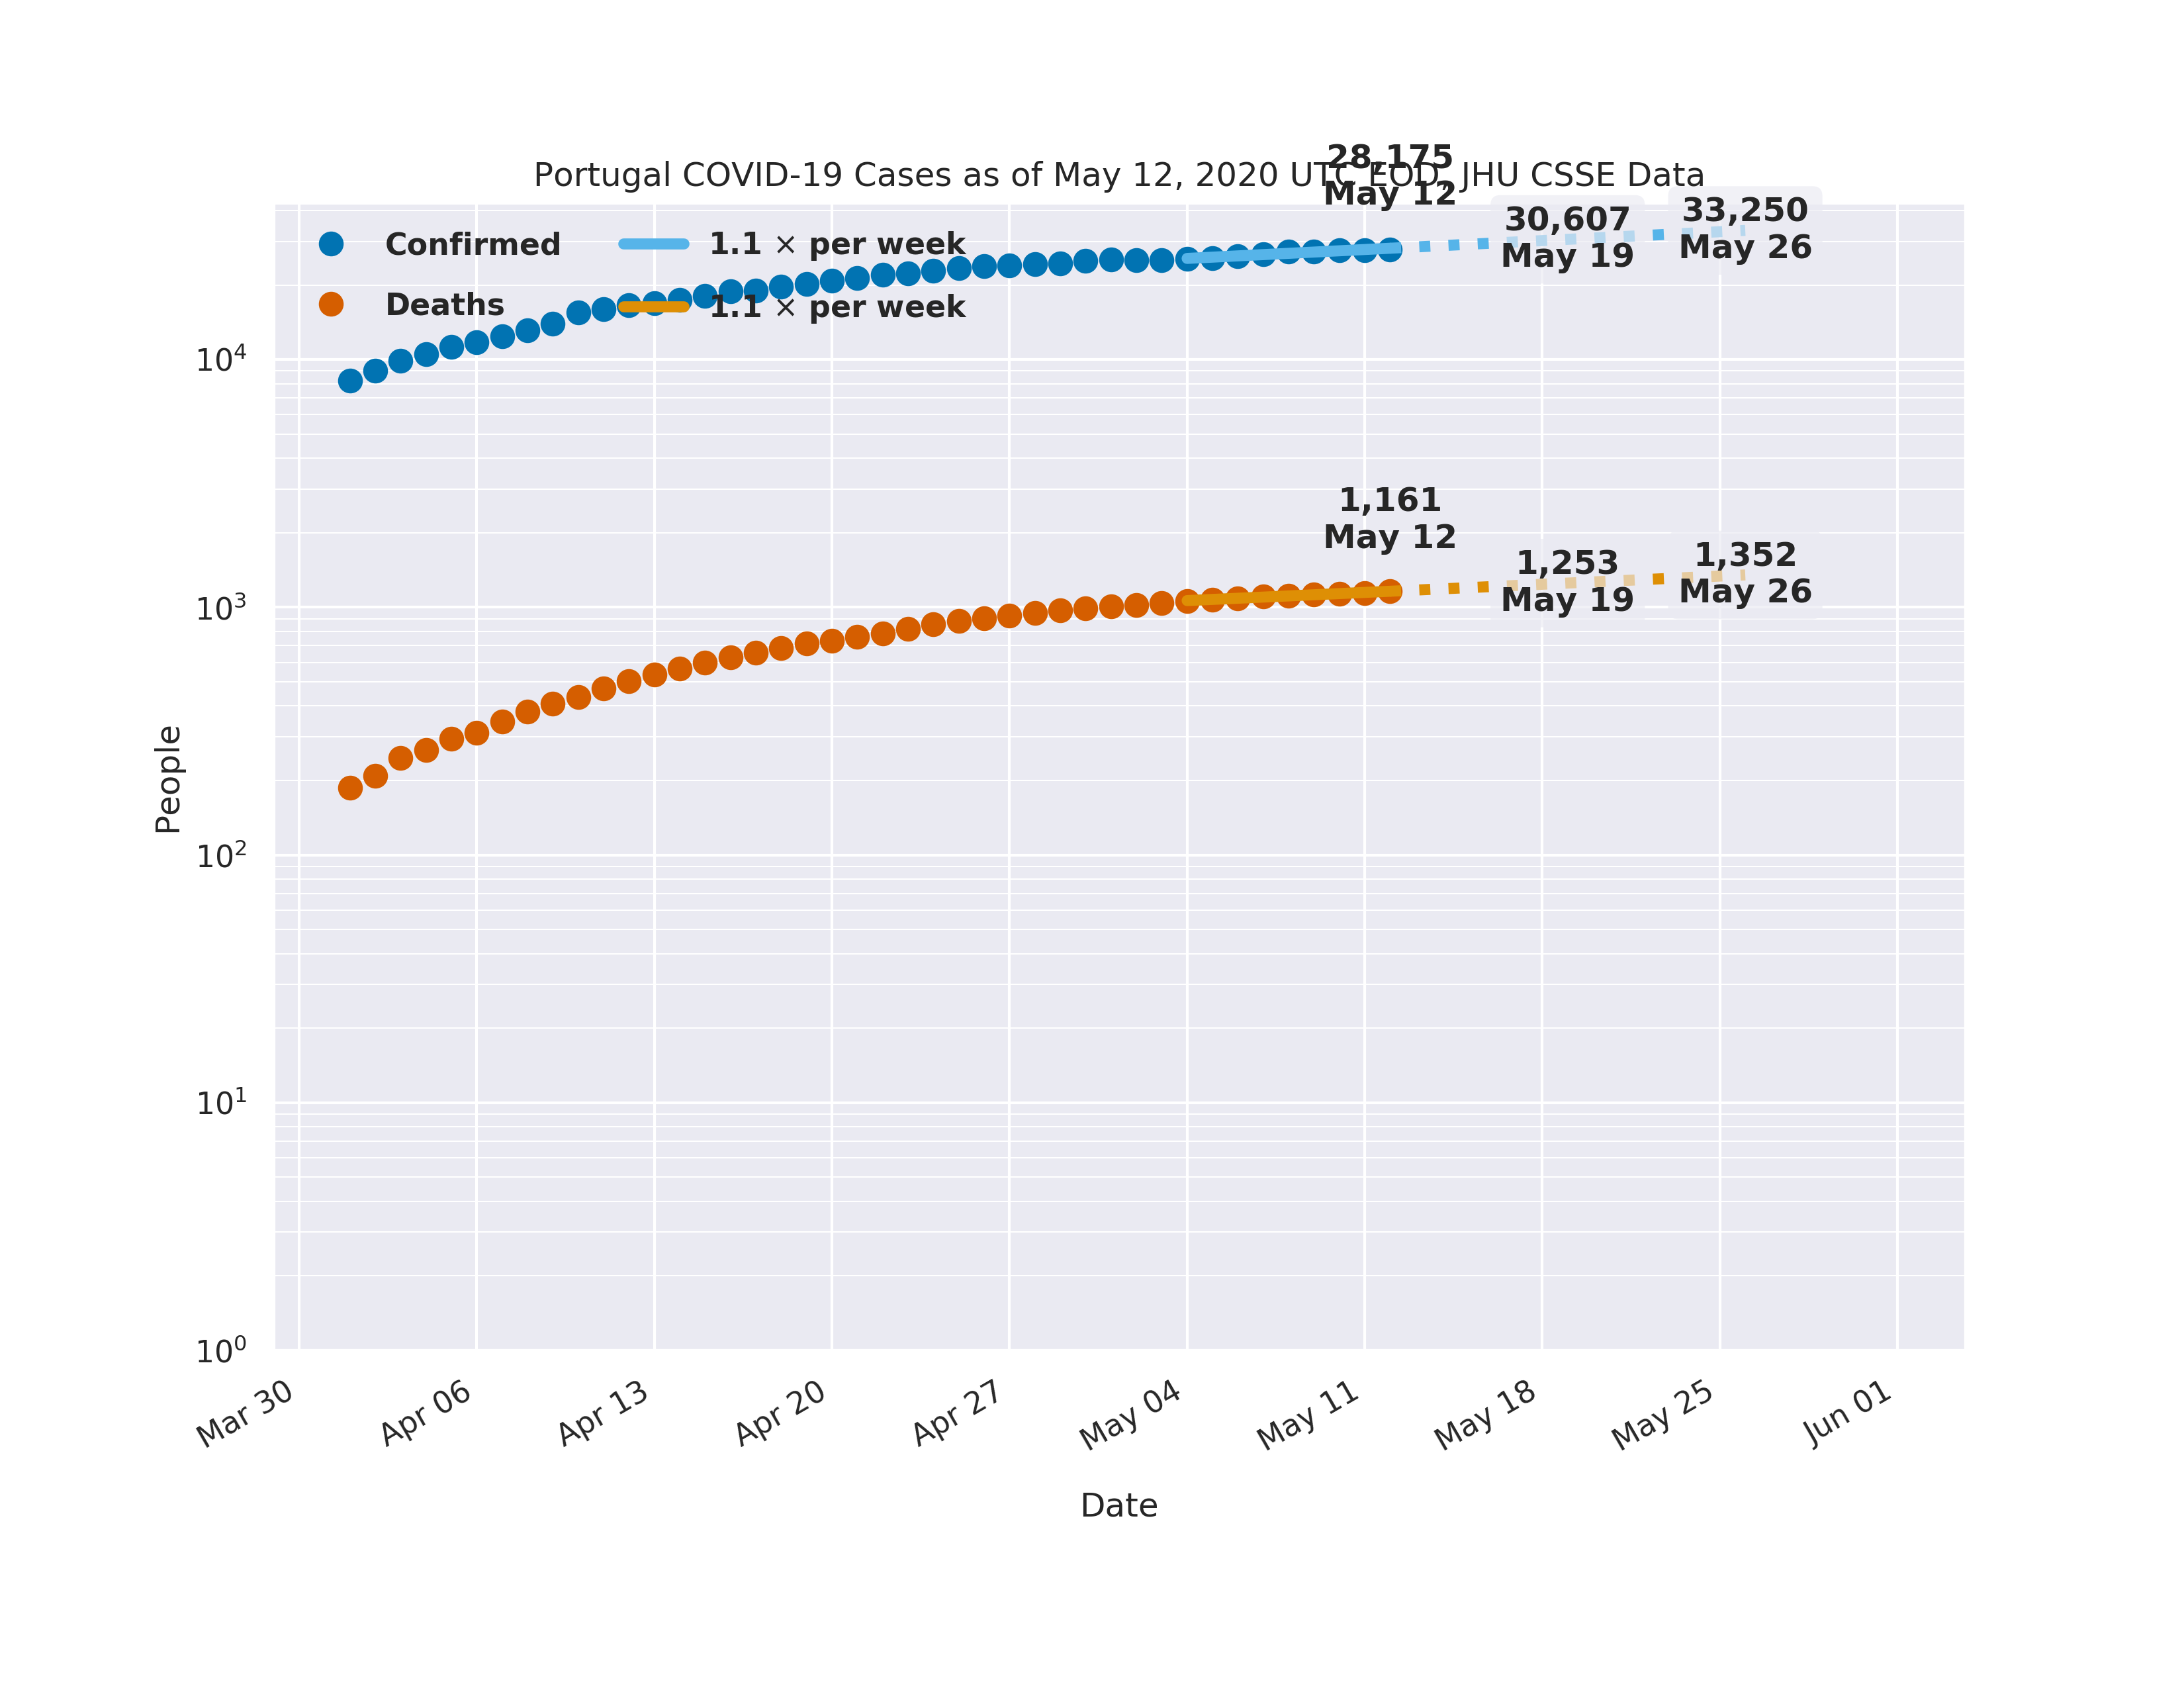 28,175
May 12
Portugal COVID-19 Cases as of May 12, 2020 UTC EOD, JHU CSSE Data
30,607
May 19
33,250
May 26
Confirmed
1.1 × per week
Deaths
1.1 × per week
1,161
May 12
1,253
May 19
1,352
May 26
People
10⁴
10³
10²
10¹
10⁰
Mar 30
Apr 06
Apr 13
Apr 20
Apr 27
May 04
May 11
May 18
May 25
Jun 01
Date